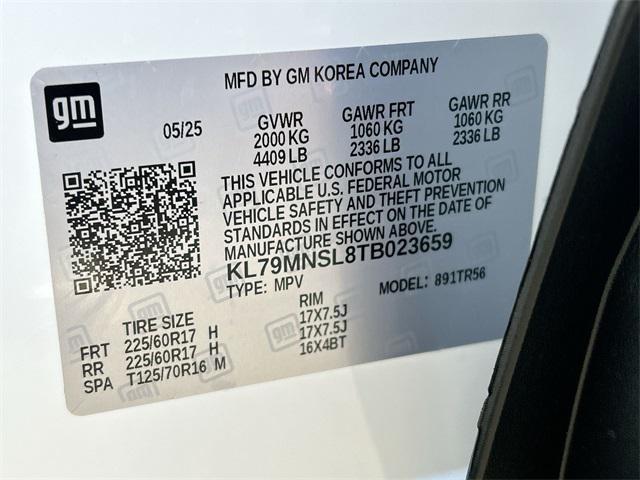 MFD BY GM KOREA COMPANY
gm
05/25
GVWR
2000 KG
4409 LB
GAWR FRT
1060 KG
2336 LB
GAWR RR
1060 KG
2336 LB
THIS VEHICLE CONFORMS TO ALL
APPLICABLE U.S. FEDERAL MOTOR
VEHICLE SAFETY AND THEFT PREVENTION
STANDARDS IN EFFECT ON THE DATE OF
MANUFACTURE SHOWN ABOVE.
KL79MNSL8TB023659
TYPE: MPV
MODEL: 891TR56
TIRE SIZE RIM
FRT 225/60R17 H 17X7.5J
RR 225/60R17 H 17X7.5J
SPA T125/70R16 M 16X4BT